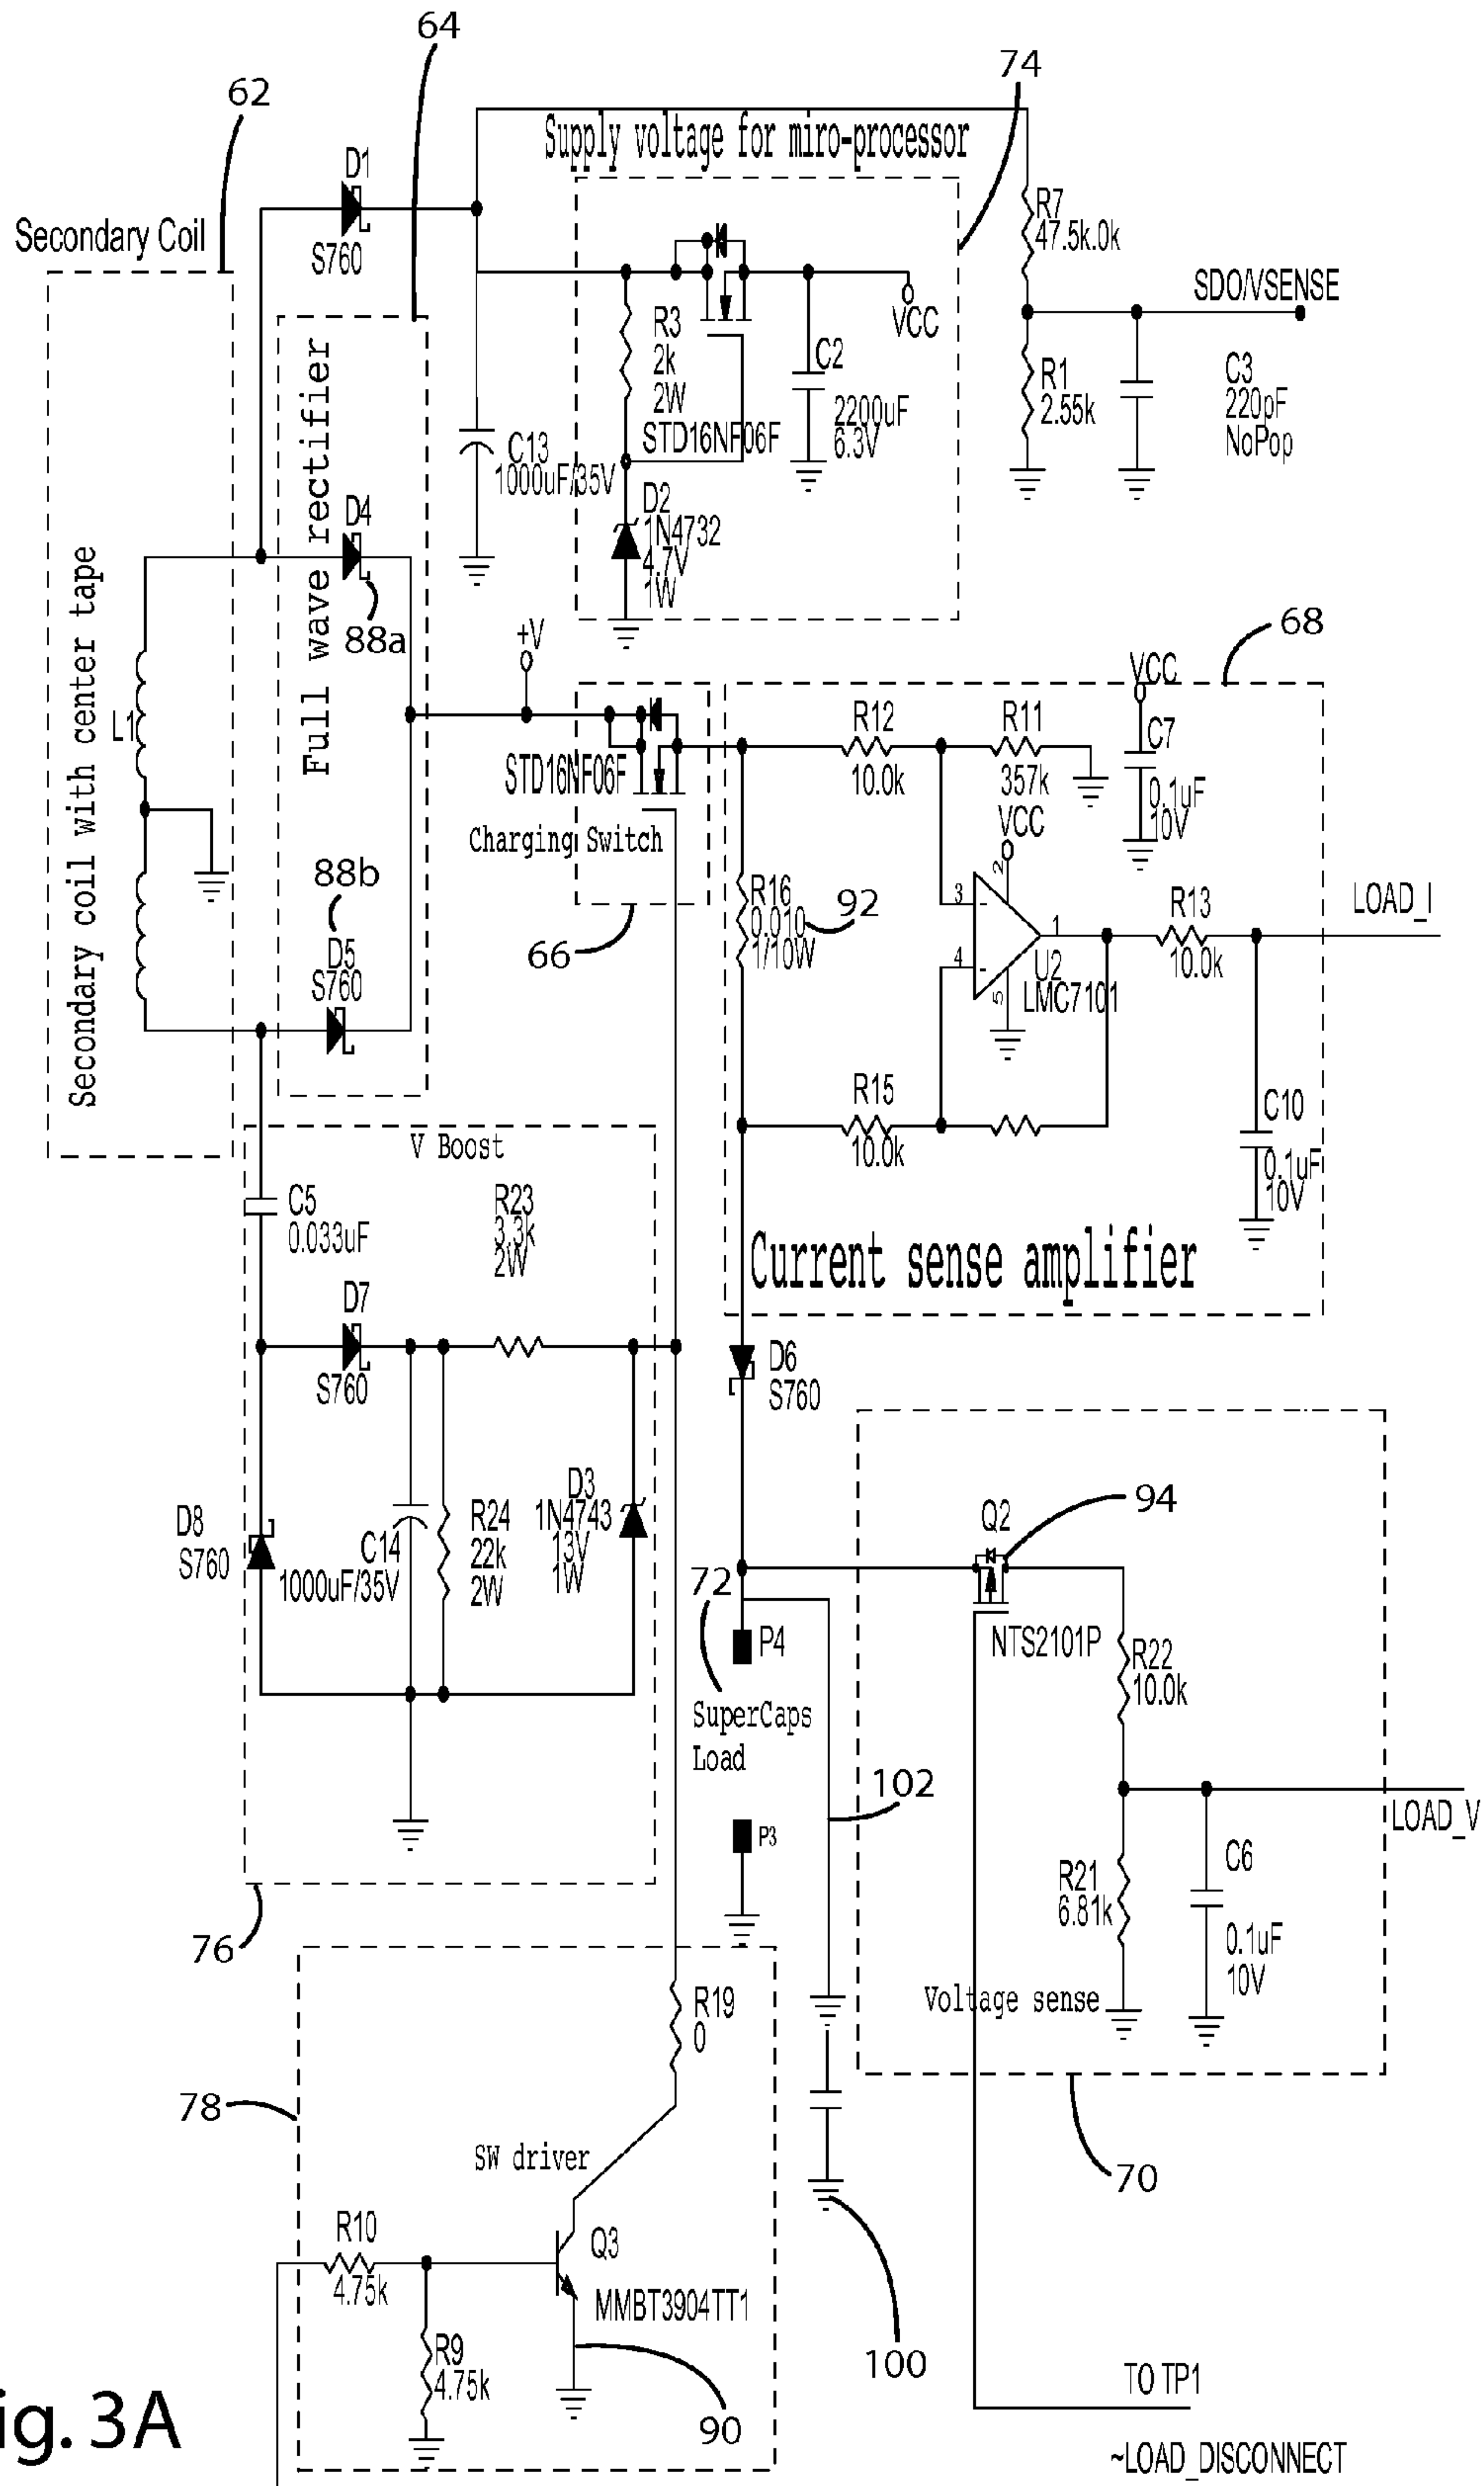 64
62
74
Supply voltage for miro-processor
D1
S760
Secondary Coil
R7
47.5k.0k
SDO/VSENSE
VCC
R3
2k
2W
STD16NF06F
C2
2200uF
6.3V
R1
2.55k
C3
220pF
NoPop
C13
1000uF/35V
Full wave rectifier
D4
88a
D2
1N4732
4.7V
1W
Secondary coil with center tape
L1
+V
68
VCC
R12
10.0k
R11
357k
C7
0.1uF
10V
STD16NF06F
Charging Switch
VCC
88b
D5
S760
66
R16
0.010
1/10W
92
2
3
-
4
-
1
5
U2
LMC7101
R13
10.0k
LOAD_I
R15
10.0k
C10
0.1uF
10V
V Boost
C5
0.033uF
R23
3.3k
2W
Current sense amplifier
D7
S760
D6
S760
D8
S760
C14
1000uF/35V
R24
22k
2W
D3
1N4743
13V
1W
Q2
94
NTS2101P
72
P4
SuperCaps
Load
R22
10.0k
102
LOAD_V
P3
R21
6.81k
C6
0.1uF
10V
76
Voltage sense
R19
0
78
70
SW driver
R10
4.75k
Q3
MMBT3904TT1
R9
4.75k
100
90
TO TP1
~LOAD_DISCONNECT
ig. 3A